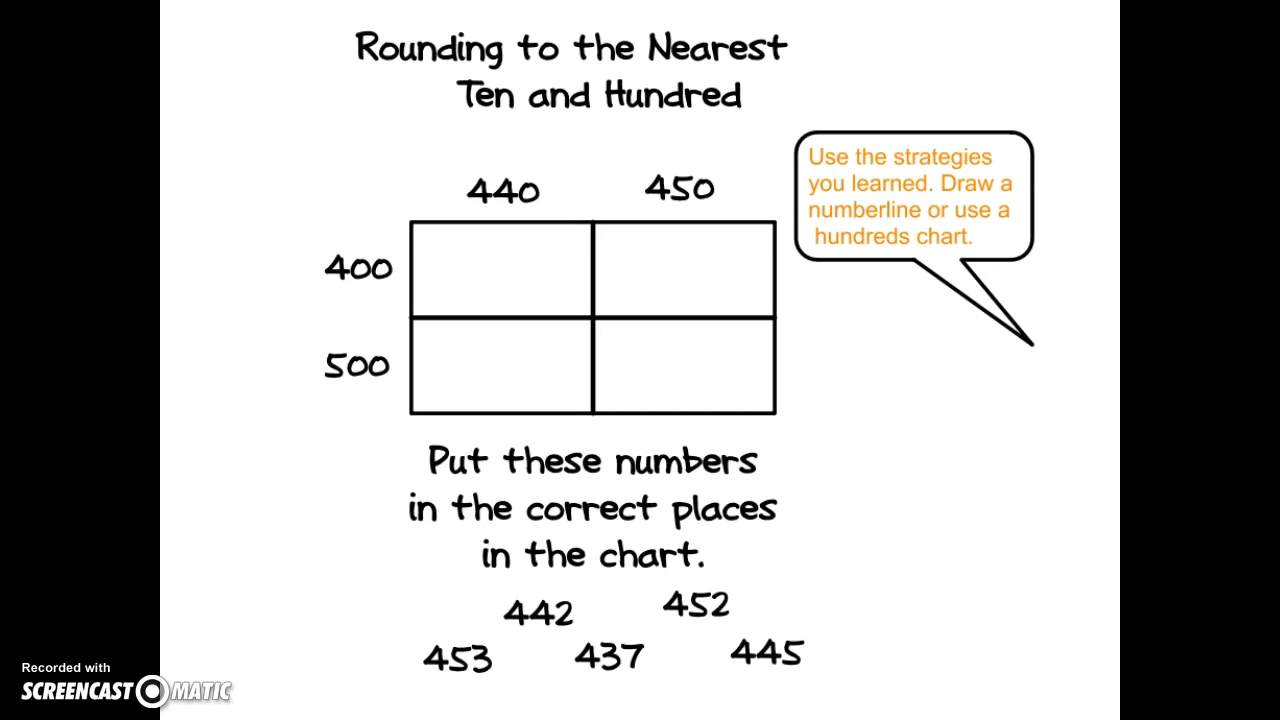 Rounding to the Nearest
Ten and Hundred
Use the strategies
you learned. Draw a
numberline or use a
hundreds chart.
440 450
400
500
Put these numbers
in the correct places
in the chart.
442 452
453 437 445
Recorded with
SCREENCAST MATIC